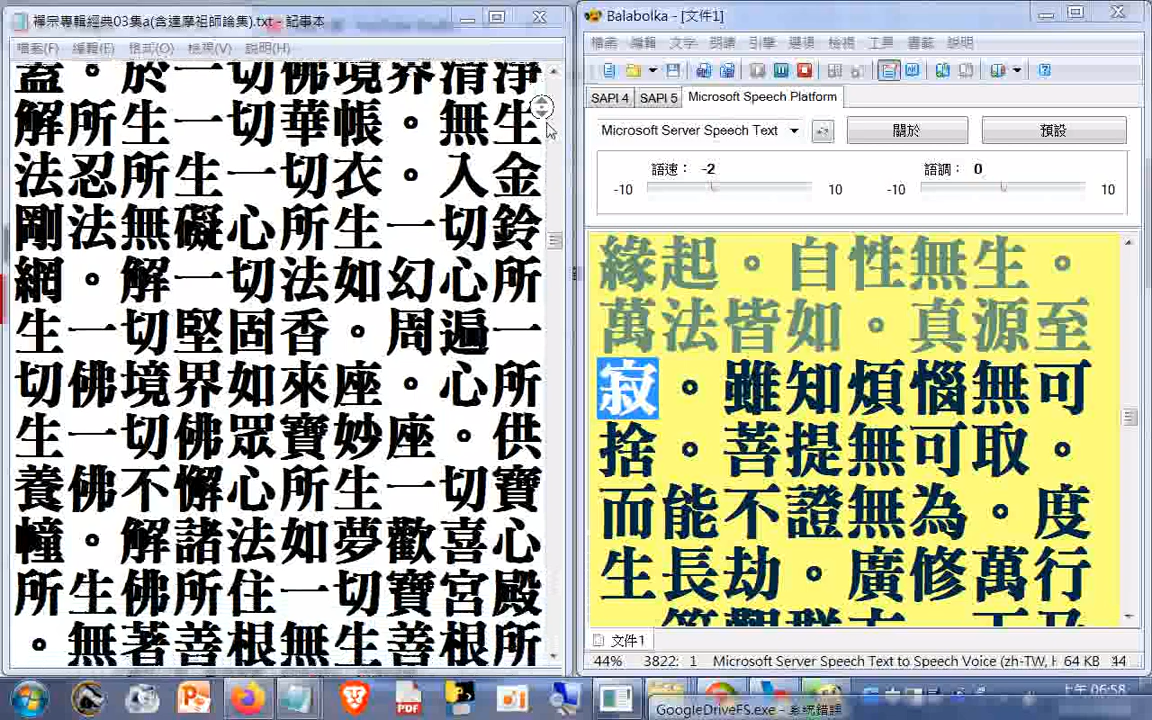 禪宗專輯經典03集a(含達摩祖師論集).txt - 記事本
檔案(F) 編輯(E) 格式(O) 檢視(V) 說明(H)
蓋。於一切佛境界清淨
解所生一切華帳。無生
法忍所生一切衣。入金
剛法無礙心所生一切鈴
網。解一切法如幻心所
生一切堅固香。周遍一
切佛境界如來座。心所
生一切佛眾寶妙座。供
養佛不懈心所生一切寶
幢。解諸法如夢歡喜心
所生佛所住一切寶宮殿
。無著善根無生善根所
Balabolka - [文件1]
檔案 編輯 文字 朗讀 引擎 選項 檢視 工具 書籤 說明
SAPI 4 SAPI 5 Microsoft Speech Platform
Microsoft Server Speech Text 關於 預設
語速: -2 語調: 0
-10 10 -10 10
緣起。自性無生。
萬法皆如。真源至
寂。雖知煩惱無可
捨。菩提無可取。
而能不證無為。度
生長劫。廣修萬行
文件1
44% 3822: 1 Microsoft Server Speech Text to Speech Voice (zh-TW, H 64 KB 44
上午 06:58
GoogleDriveFS.exe - 系統錯誤